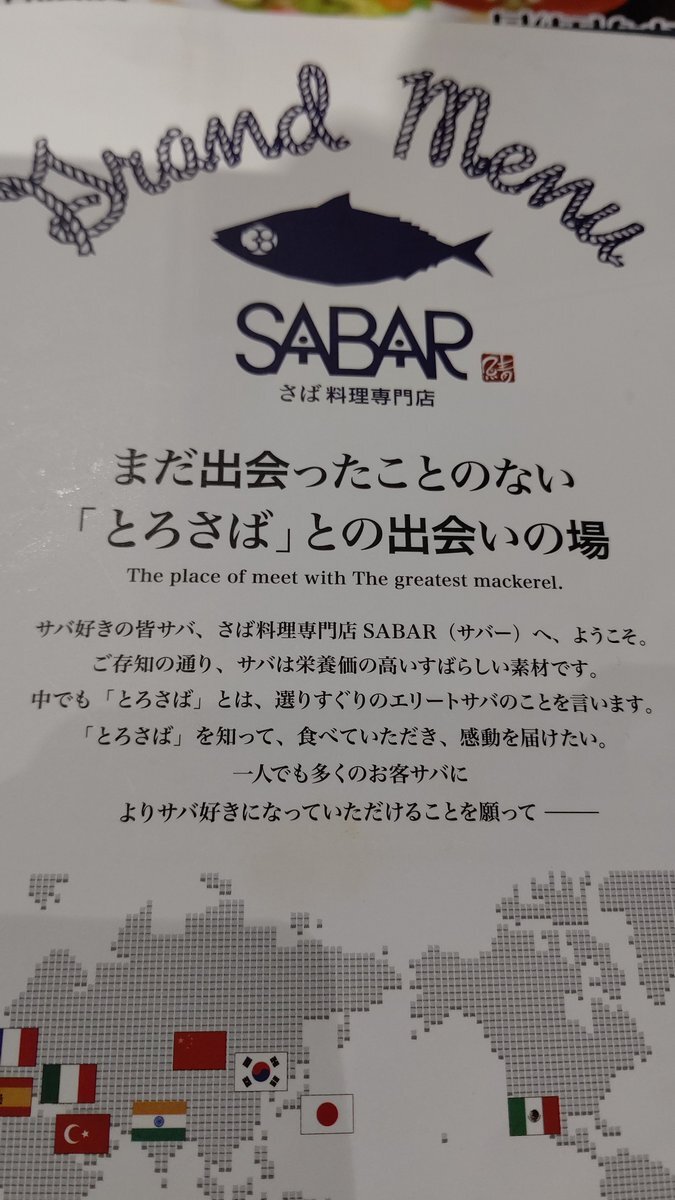 Grand Menu
SABAR
鯖
さば料理専門店
まだ出会ったことのない
「とろさば」との出会いの場
The place of meet with The greatest mackerel.
サバ好きの皆サバ、さば料理専門店 SABAR（サバー）へ、ようこそ。
ご存知の通り、サバは栄養価の高いすばらしい素材です。
中でも「とろさば」とは、選りすぐりのエリートサバのことを言います。
「とろさば」を知って、食べていただき、感動を届けたい。
一人でも多くのお客サバに
よりサバ好きになっていただけることを願って ――